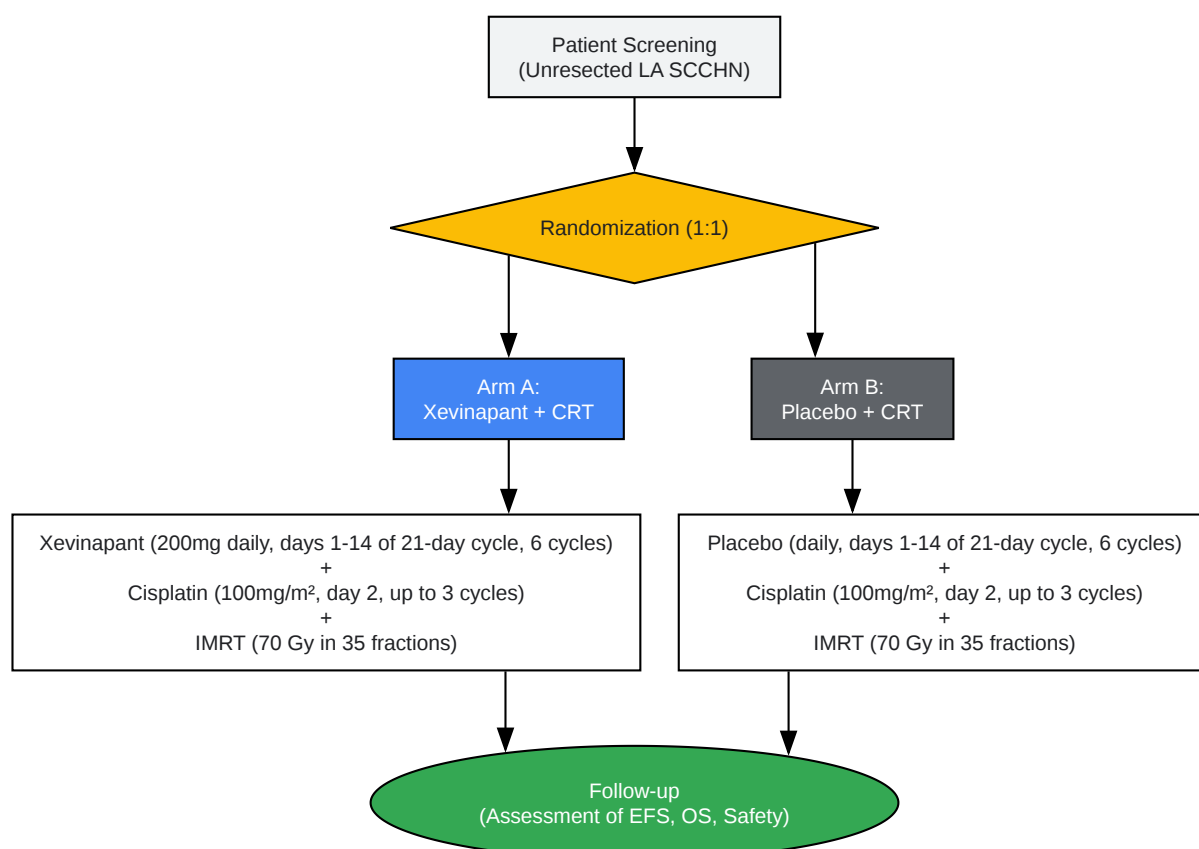 Patient Screening
(Unresected LA SCCHN)
Randomization (1:1)
Arm A:
Xevinapant + CRT
Arm B:
Placebo + CRT
Xevinapant (200mg daily, days 1-14 of 21-day cycle, 6 cycles)
+
Cisplatin (100mg/m², day 2, up to 3 cycles)
+
IMRT (70 Gy in 35 fractions)
Placebo (daily, days 1-14 of 21-day cycle, 6 cycles)
+
Cisplatin (100mg/m², day 2, up to 3 cycles)
+
IMRT (70 Gy in 35 fractions)
Follow-up
(Assessment of EFS, OS, Safety)